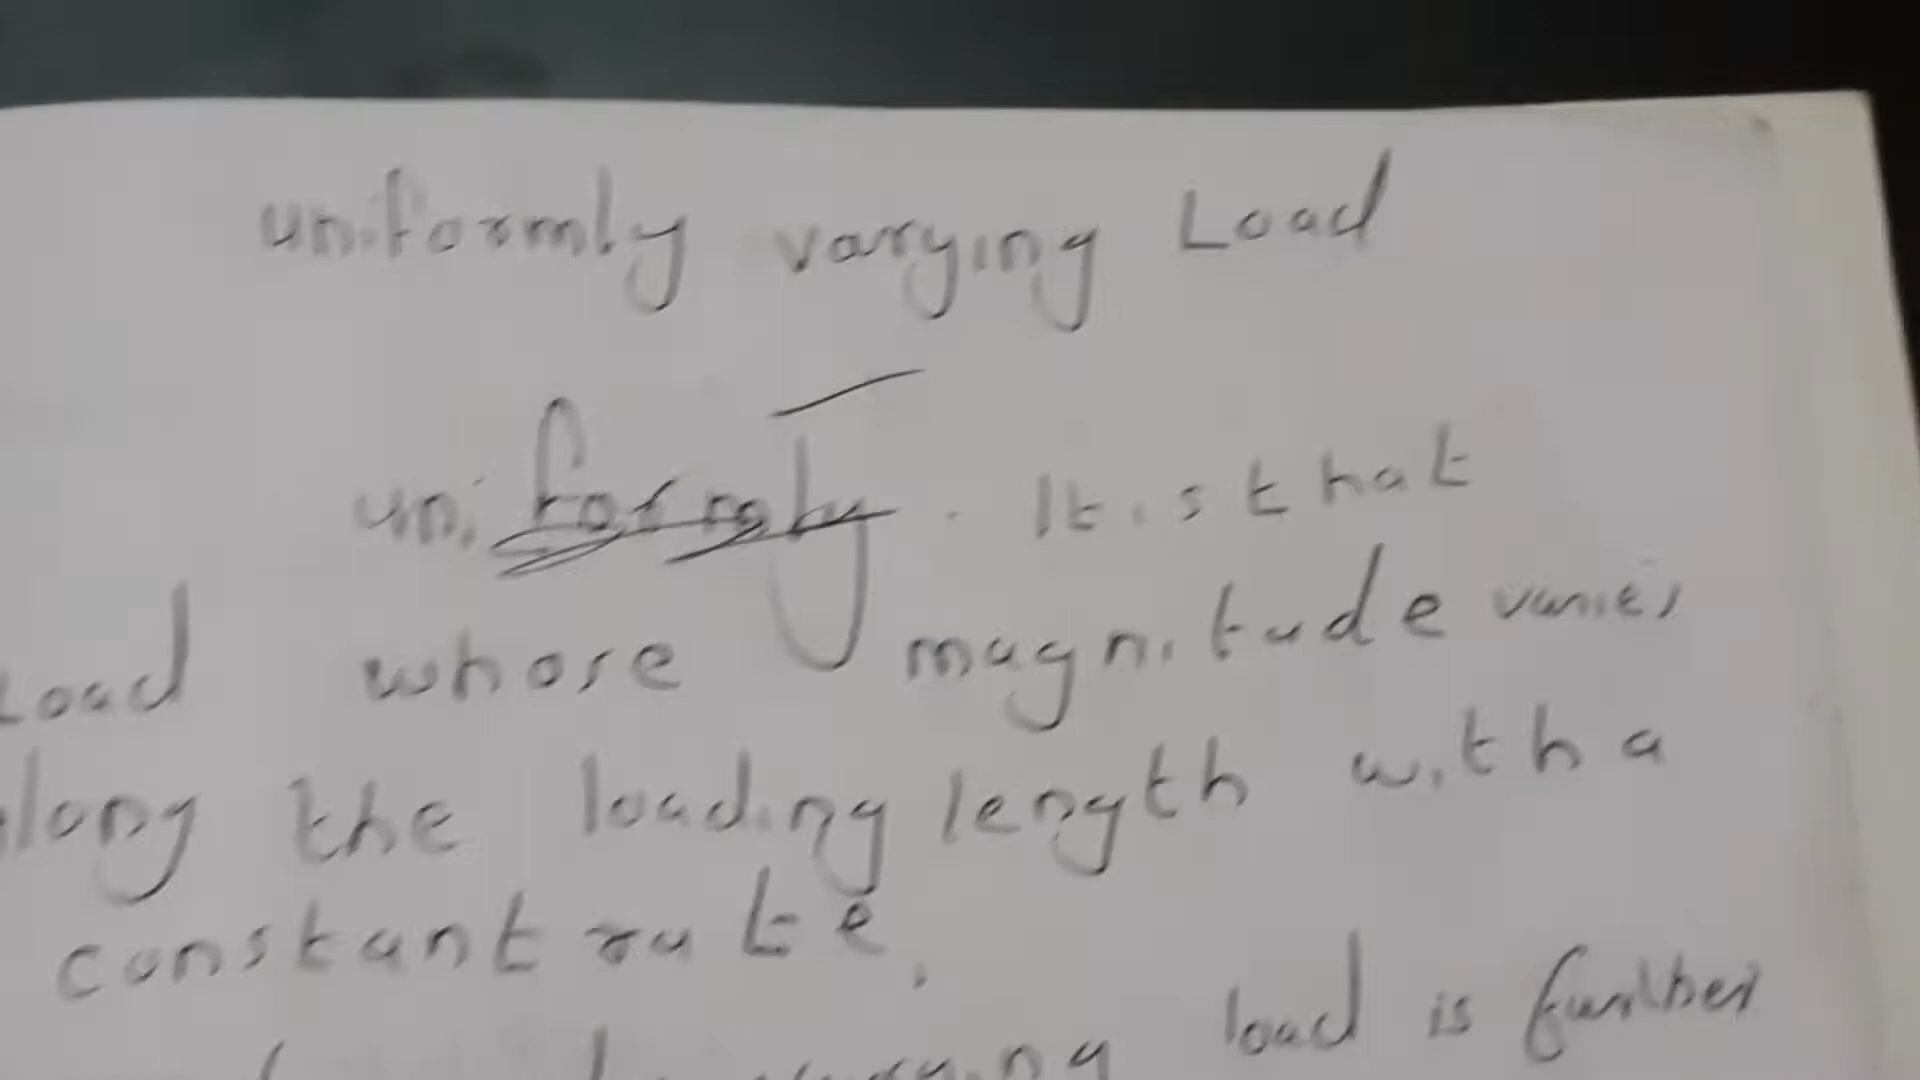 uniformly varying Load
uniformly. It is that
Load whose magnitude varies
along the loading length with a
constant rate,
load is further